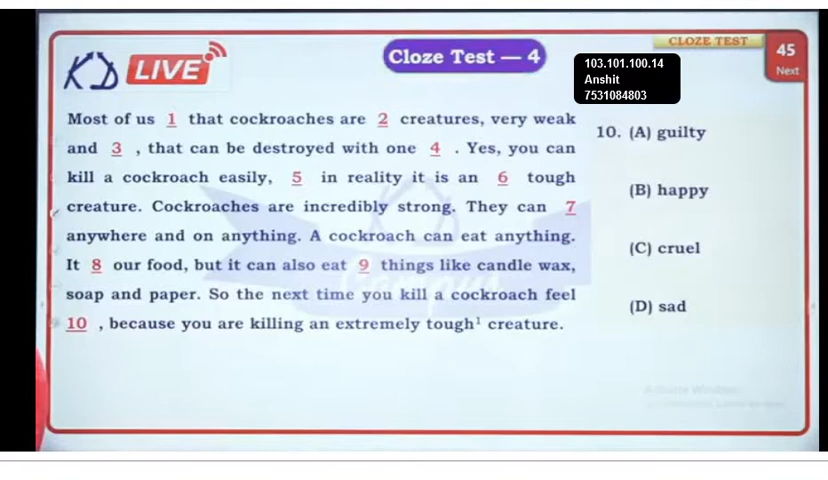 KD LIVE
Cloze Test — 4
CLOZE TEST
45
Next
103.101.100.14
Anshit
7531084803
Most of us 1 that cockroaches are 2 creatures, very weak
and 3 , that can be destroyed with one 4 . Yes, you can
kill a cockroach easily, 5 in reality it is an 6 tough
creature. Cockroaches are incredibly strong. They can 7
anywhere and on anything. A cockroach can eat anything.
It 8 our food, but it can also eat 9 things like candle wax,
soap and paper. So the next time you kill a cockroach feel
10 , because you are killing an extremely tough¹ creature.
10. (A) guilty
(B) happy
(C) cruel
(D) sad
KD
Campus
Activate Windows